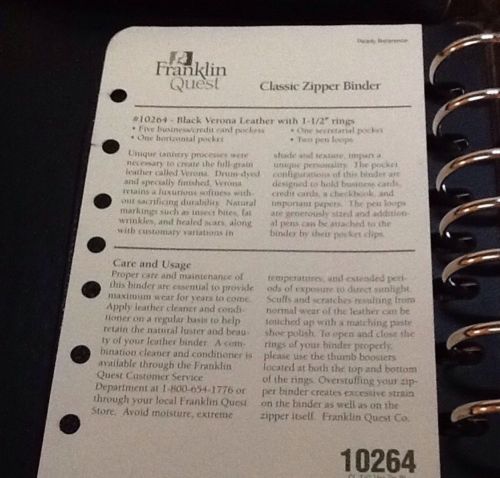 Ready Reference
Franklin
Quest
Classic Zipper Binder
#10264 - Black Verona Leather with 1-1/2" rings
• Five business/credit card pockets
• One horizontal pocket
• One secretarial pocket
• Two pen loops
Unique tannery processes were
necessary to create the full-grain
leather called Verona. Drum-dyed
and specially finished, Verona
retains a luxurious softness with-
out sacrificing durability. Natural
markings such as insect bites, fat
wrinkles, and healed scars, along
with customary variations in
shade and texture, impart a
unique personality. The pocket
configurations of this binder are
designed to hold business cards,
credit cards, a checkbook, and
important papers. The pen loops
are generously sized and addition-
al pens can be attached to the
binder by their pocket clips.
Care and Usage
Proper care and maintenance of
this binder are essential to provide
maximum wear for years to come.
Apply leather cleaner and condi-
tioner on a regular basis to help
retain the natural luster and beau-
ty of your leather binder. A com-
bination cleaner and conditioner is
available through the Franklin
Quest Customer Service
Department at 1-800-654-1776 or
through your local Franklin Quest
Store. Avoid moisture, extreme
temperatures, and extended peri-
ods of exposure to direct sunlight.
Scuffs and scratches resulting from
normal wear of the leather can be
touched up with a matching paste
shoe polish. To open and close the
rings of your binder properly,
please use the thumb boosters
located at both the top and bottom
of the rings. Overstuffing your zip-
per binder creates excessive strain
on the binder as well as on the
zipper itself. Franklin Quest Co.
10264